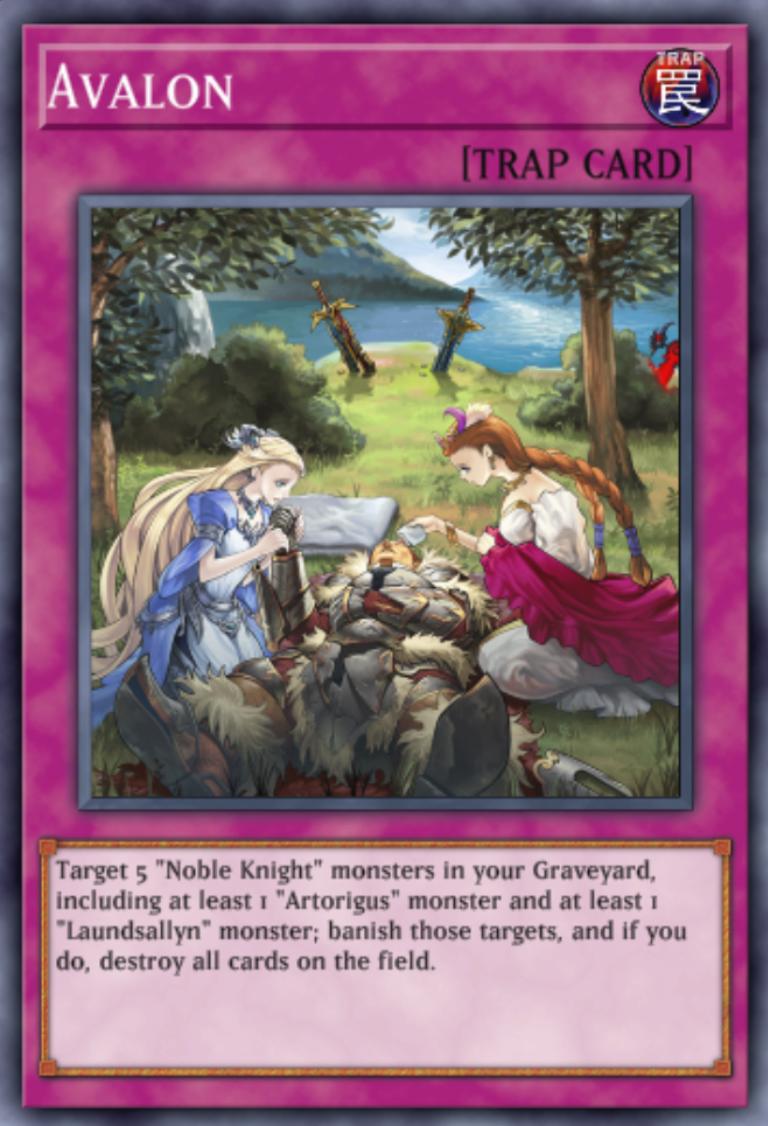 AVALON
TRAP
罠
[TRAP CARD]
Target 5 "Noble Knight" monsters in your Graveyard,
including at least 1 "Artorigus" monster and at least 1
"Laundsallyn" monster; banish those targets, and if you
do, destroy all cards on the field.